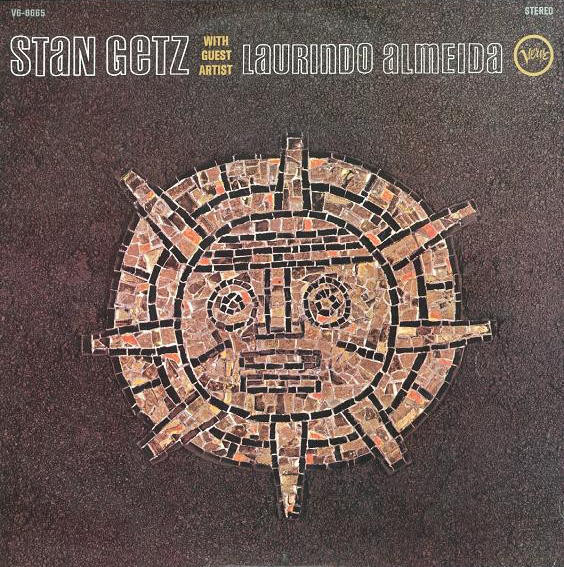 V6-8665
STEREO
STAN GETZ WITH GUEST ARTIST LAURINDO ALMEIDA
Verve